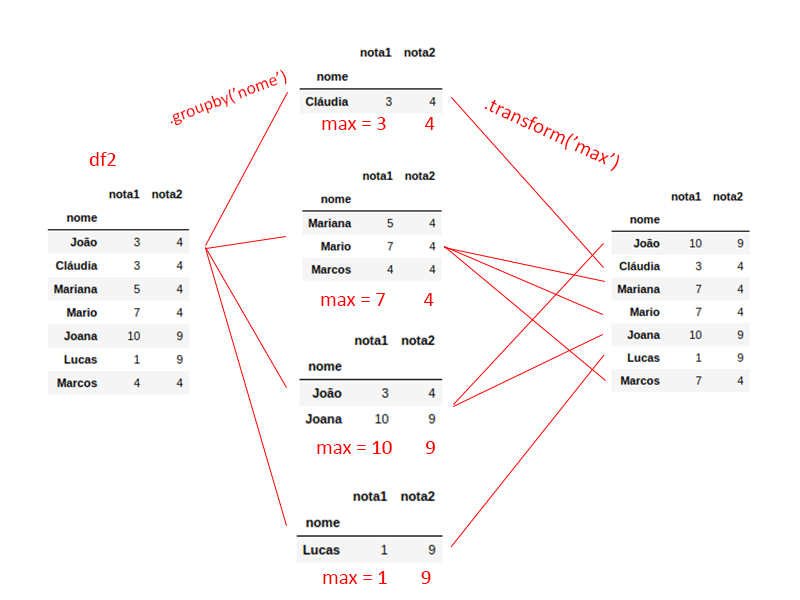 df2
nota1 nota2
nome
João 3 4
Cláudia 3 4
Mariana 5 4
Mario 7 4
Joana 10 9
Lucas 1 9
Marcos 4 4
.groupby('nome')
nota1 nota2
nome
Cláudia 3 4
max = 3 4
nota1 nota2
nome
Mariana 5 4
Mario 7 4
Marcos 4 4
max = 7 4
nota1 nota2
nome
João 3 4
Joana 10 9
max = 10 9
nota1 nota2
nome
Lucas 1 9
max = 1 9
.transform('max')
nota1 nota2
nome
João 10 9
Cláudia 3 4
Mariana 7 4
Mario 7 4
Joana 10 9
Lucas 1 9
Marcos 7 4